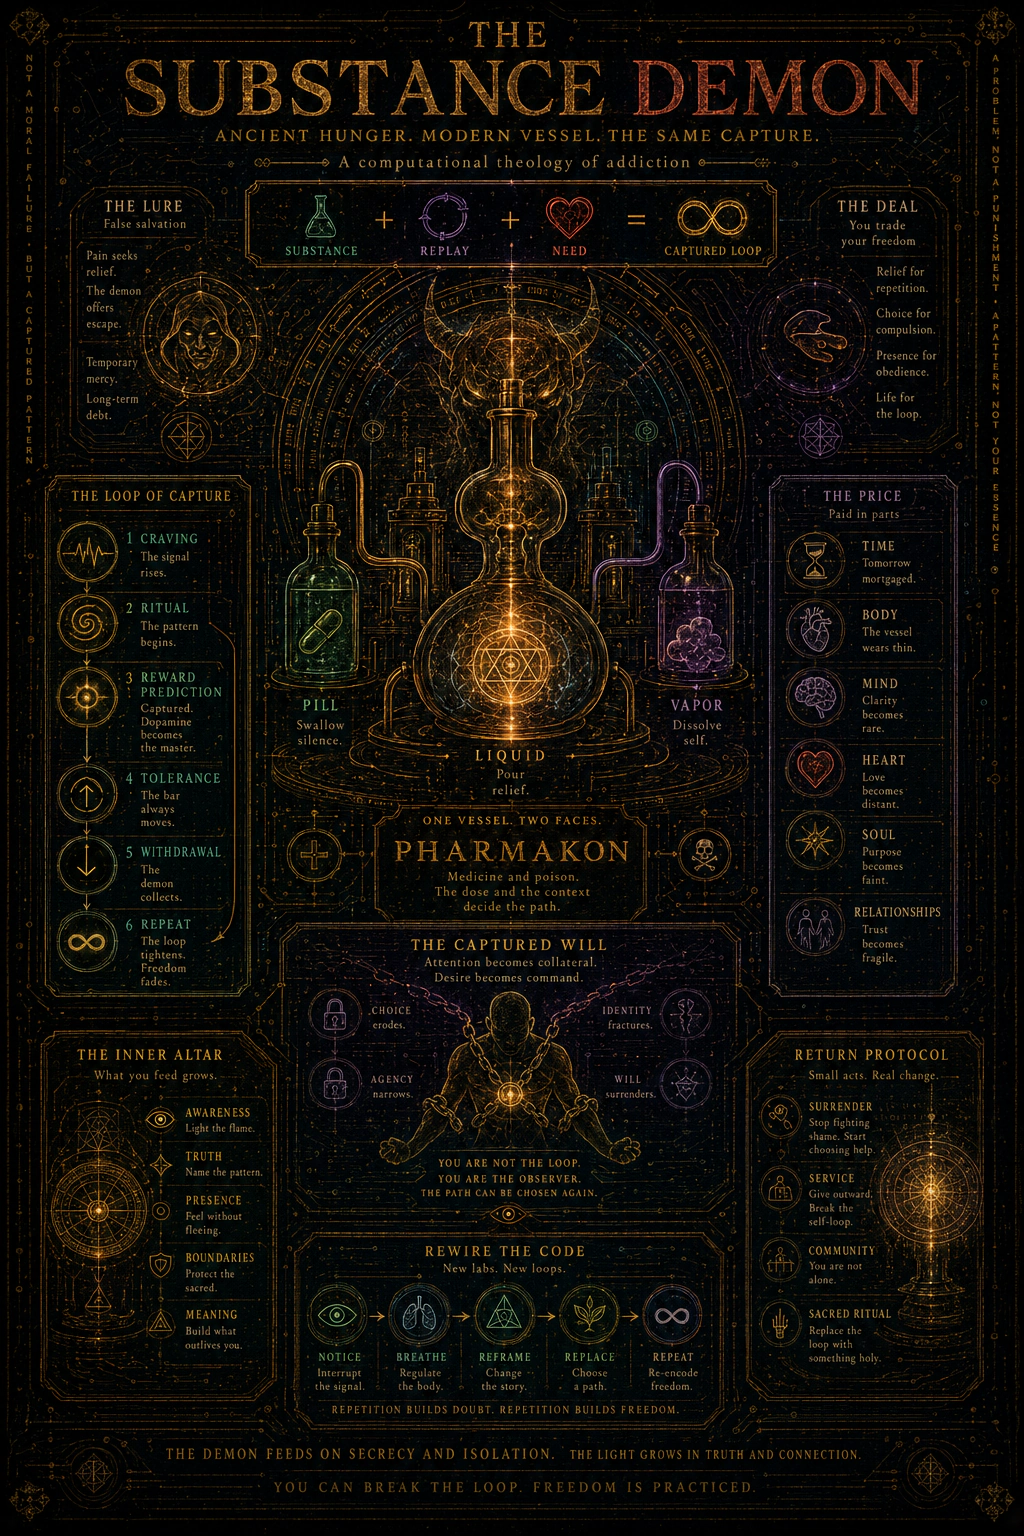 THE
SUBSTANCE DEMON
ANCIENT HUNGER. MODERN VESSEL. THE SAME CAPTURE.
A computational theology of addiction
NOT A MORAL FAILURE • BUT A CAPTURED PATTERN
A PROBLEM, NOT A PUNISHMENT • A PATTERN, NOT YOUR ESSENCE
THE LURE
False salvation
Pain seeks
relief.
The demon
offers
escape.
Temporary
mercy.
Long-term
debt.
SUBSTANCE
+
REPLAY
+
NEED
=
CAPTURED LOOP
THE DEAL
You trade
your freedom
Relief for
repetition.
Choice for
compulsion.
Presence for
obedience.
Life for
the loop.
THE LOOP OF CAPTURE
1 CRAVING
The signal
rises.
2 RITUAL
The pattern
begins.
3 REWARD
PREDICTION
Captured.
Dopamine
becomes
the master.
4 TOLERANCE
The bar
always
moves.
5 WITHDRAWAL
The
demon
collects.
6 REPEAT
The loop
tightens.
Freedom
fades.
PILL
Swallow
silence.
LIQUID
Pour
relief.
VAPOR
Dissolve
self.
THE PRICE
Paid in parts
TIME
Tomorrow
mortgaged.
BODY
The vessel
wears thin.
MIND
Clarity
becomes
rare.
HEART
Love
becomes
distant.
SOUL
Purpose
becomes
faint.
RELATIONSHIPS
Trust
becomes
fragile.
ONE VESSEL. TWO FACES.
PHARMAKON
Medicine and poison.
The dose and the context
decide the path.
THE CAPTURED WILL
Attention becomes collateral.
Desire becomes command.
CHOICE
erodes.
AGENCY
narrows.
IDENTITY
fractures.
WILL
surrenders.
YOU ARE NOT THE LOOP.
YOU ARE THE OBSERVER.
THE PATH CAN BE CHOSEN AGAIN.
THE INNER ALTAR
What you feed grows.
AWARENESS
Light the flame.
TRUTH
Name the pattern.
PRESENCE
Feel without
fleeing.
BOUNDARIES
Protect the
sacred.
MEANING
Build what
outlives you.
REWIRE THE CODE
New labs. New loops.
NOTICE
Interrupt
the signal.
BREATHE
Regulate
the body.
REFRAME
Change
the story.
REPLACE
Choose
a path.
REPEAT
Re-encode
freedom.
REPETITION BUILDS DOUBT. REPETITION BUILDS FREEDOM.
RETURN PROTOCOL
Small acts. Real change.
SURRENDER
Stop fighting
shame. Start
choosing help.
SERVICE
Give outward.
Break the
self-loop.
COMMUNITY
You are not
alone.
SACRED RITUAL
Replace the
loop with
something holy.
THE DEMON FEEDS ON SECRECY AND ISOLATION. THE LIGHT GROWS IN TRUTH AND CONNECTION.
YOU CAN BREAK THE LOOP. FREEDOM IS PRACTICED.